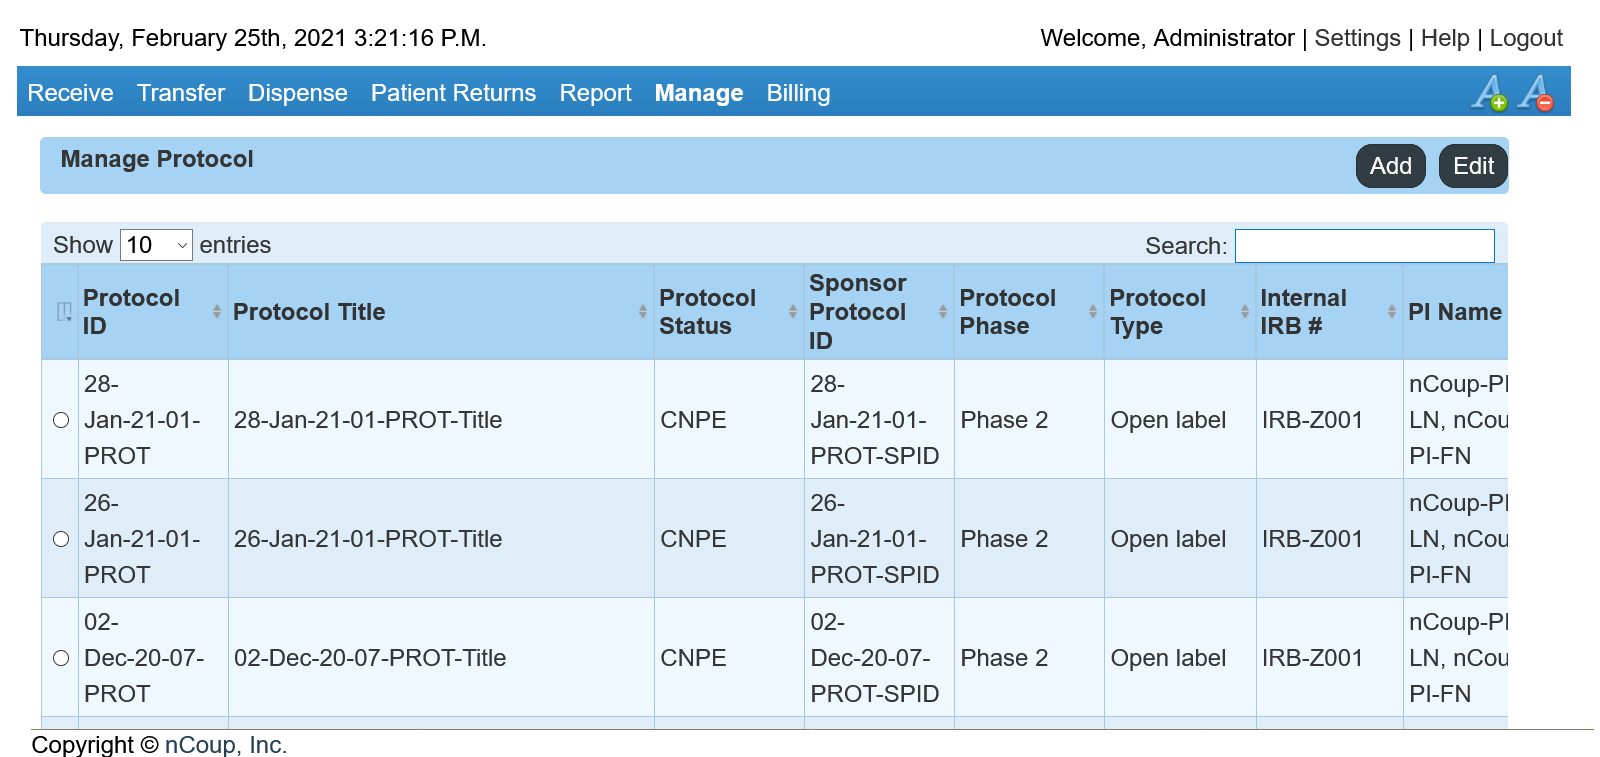 Thursday, February 25th, 2021 3:21:16 P.M.
Welcome, Administrator | Settings | Help | Logout
Receive Transfer Dispense Patient Returns Report Manage Billing
Manage Protocol
Add Edit
Show 10 entries
Search:
Protocol ID
Protocol Title
Protocol Status
Sponsor Protocol ID
Protocol Phase
Protocol Type
Internal IRB #
PI Name
28-
Jan-21-01-
PROT
28-Jan-21-01-PROT-Title
CNPE
28-
Jan-21-01-
PROT-SPID
Phase 2
Open label
IRB-Z001
nCoup-PI
LN, nCou
PI-FN
26-
Jan-21-01-
PROT
26-Jan-21-01-PROT-Title
CNPE
26-
Jan-21-01-
PROT-SPID
Phase 2
Open label
IRB-Z001
nCoup-PI
LN, nCou
PI-FN
02-
Dec-20-07-
PROT
02-Dec-20-07-PROT-Title
CNPE
02-
Dec-20-07-
PROT-SPID
Phase 2
Open label
IRB-Z001
nCoup-PI
LN, nCou
PI-FN
Copyright © nCoup, Inc.